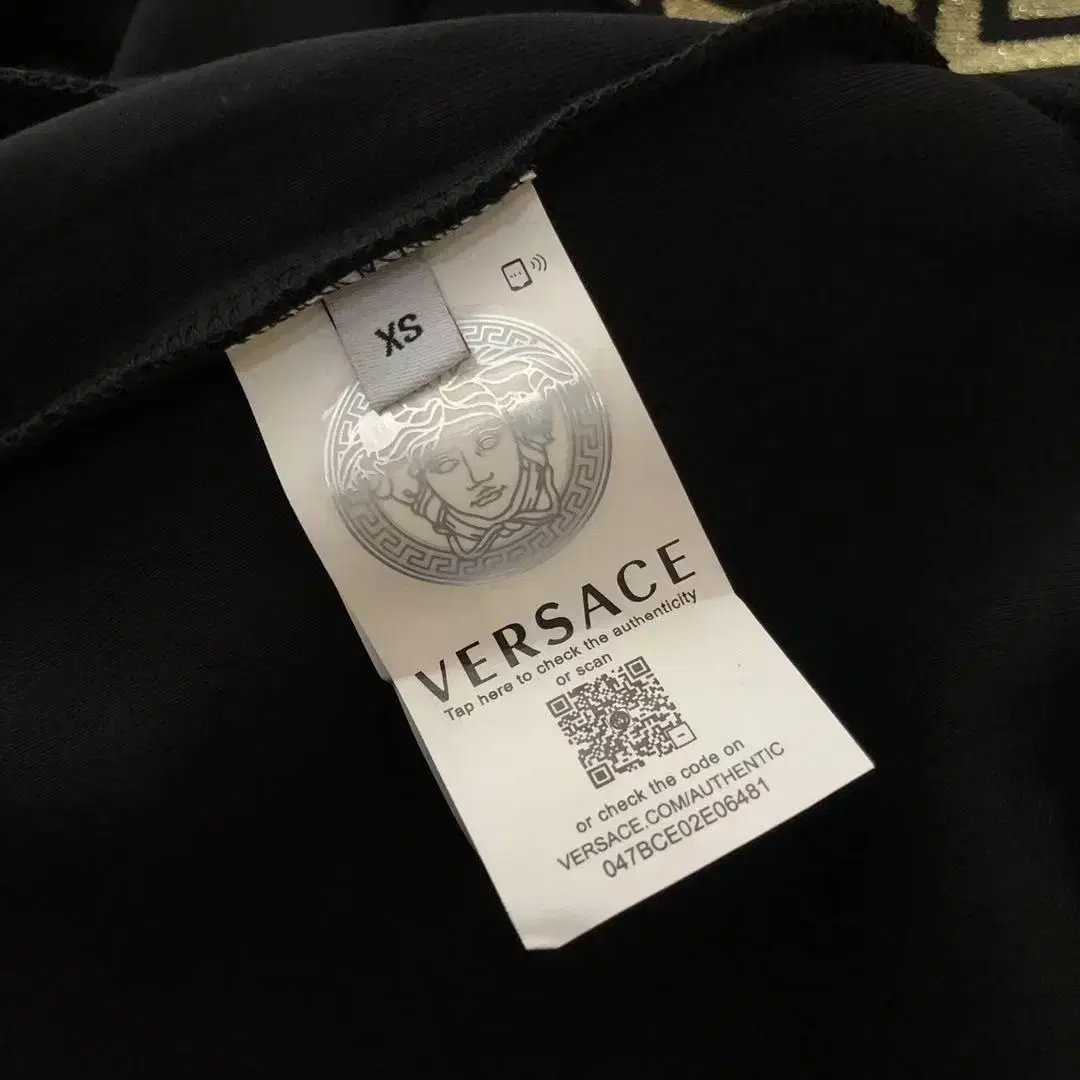 XS
VERSACE
Tap here to check the authenticity
or scan
or check the code on
VERSACE.COM/AUTHENTIC
047BCE02E06481